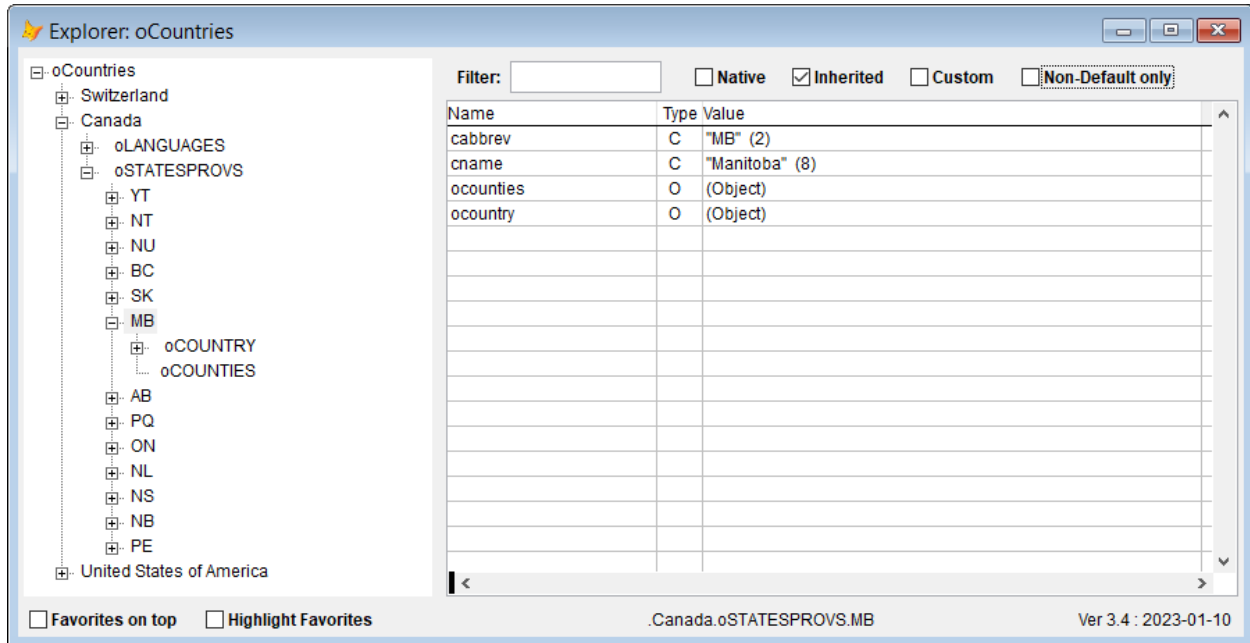 Explorer: oCountries
oCountries
Switzerland
Canada
oLANGUAGES
oSTATESPROVS
YT
NT
NU
BC
SK
MB
oCOUNTRY
oCOUNTIES
AB
PQ
ON
NL
NS
NB
PE
United States of America
Filter: Native Inherited Custom Non-Default only
Name Type Value
cabbrev C "MB" (2)
cname C "Manitoba" (8)
ocounties O (Object)
ocountry O (Object)
Favorites on top Highlight Favorites .Canada.oSTATESPROVS.MB Ver 3.4 : 2023-01-10